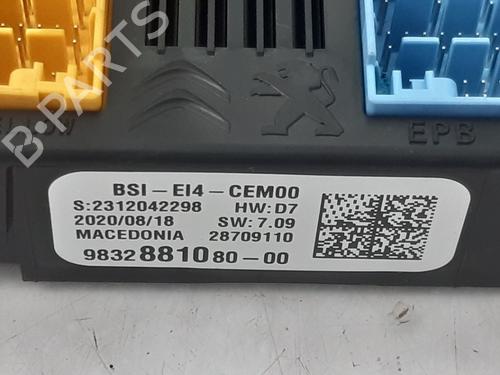 B-PARTS
EPB
BSI-EI4-CEM00
S:2312042298 HW:D7
2020/08/18 SW:7.09
MACEDONIA 28709110
9832881080-00